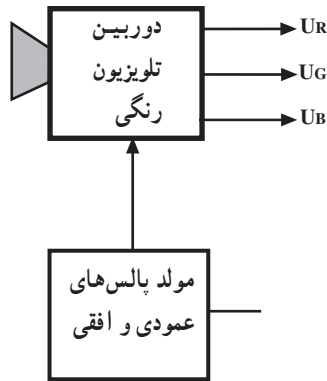 دوربین
تلویزیون
رنگی
UR
UG
UB
مولد پالس‌های
عمودی و افقی